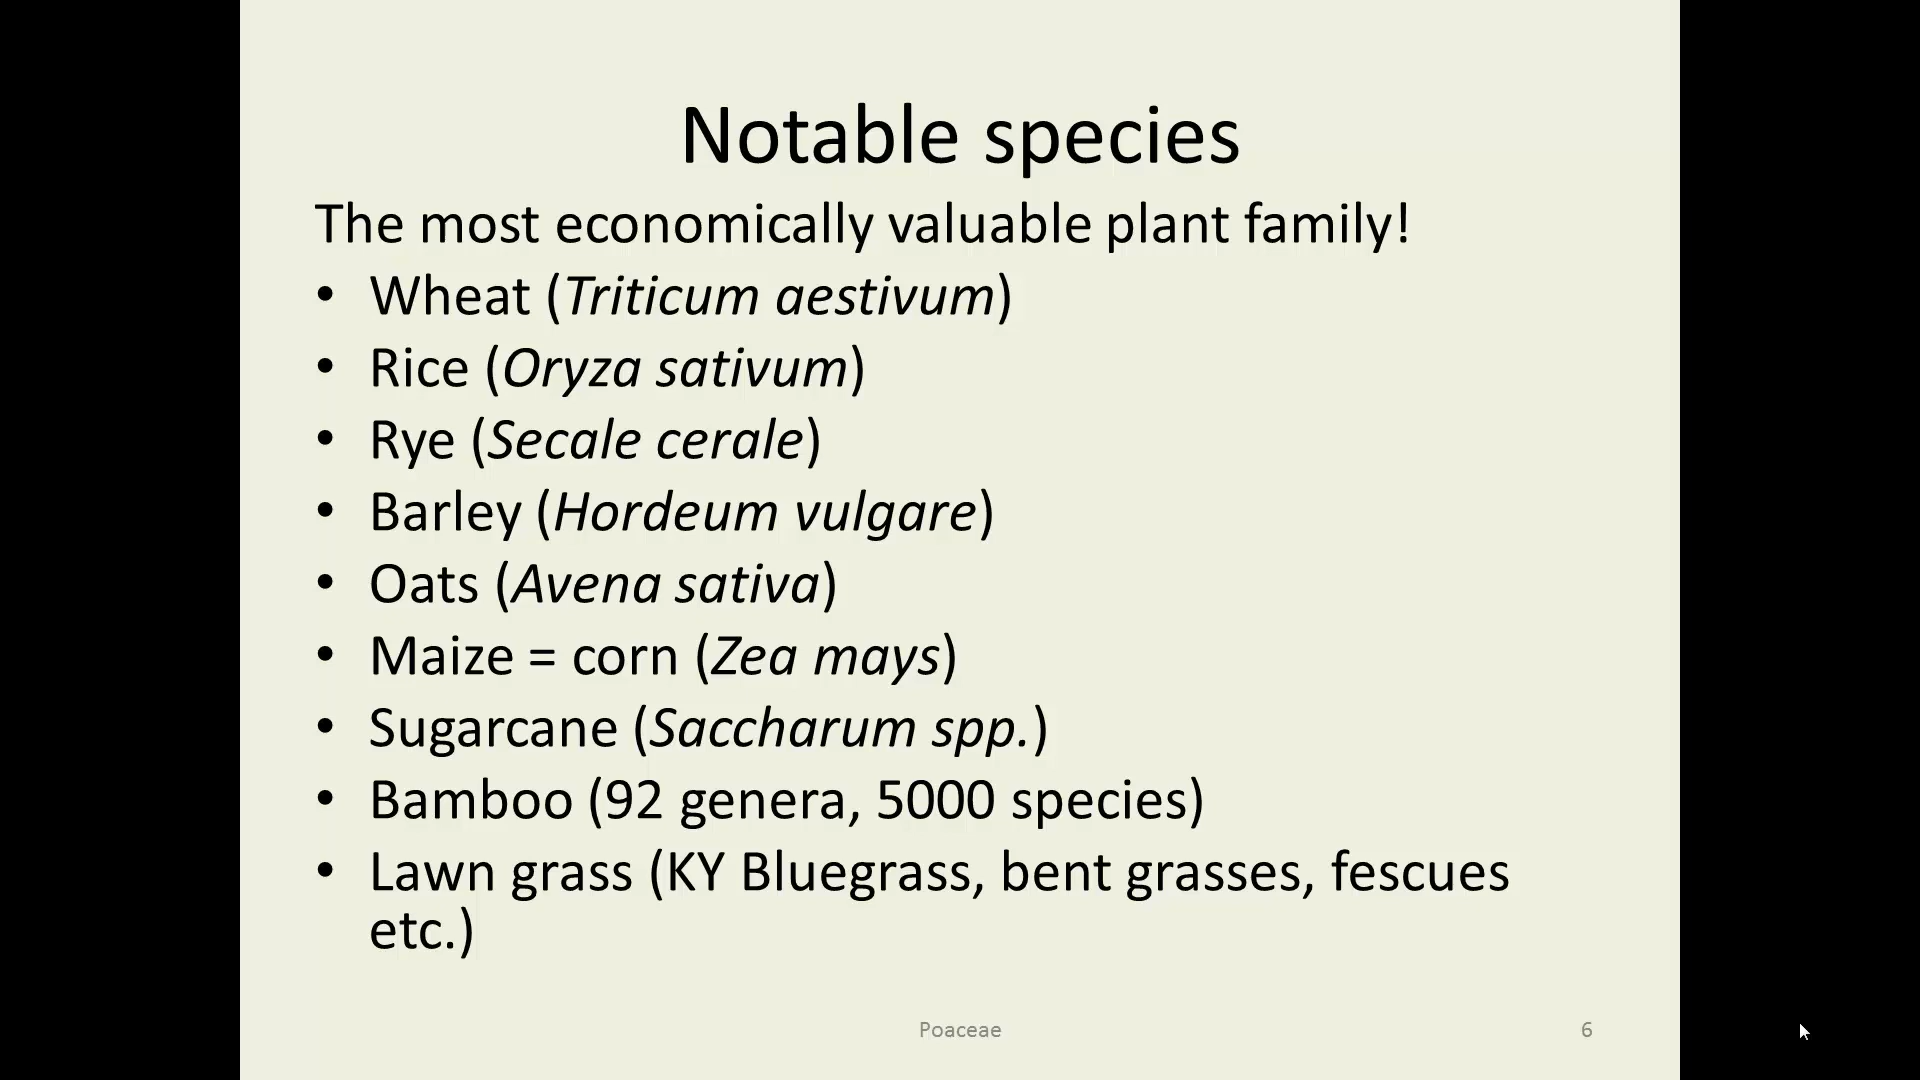 Notable species
The most economically valuable plant family!
• Wheat (Triticum aestivum)
• Rice (Oryza sativum)
• Rye (Secale cerale)
• Barley (Hordeum vulgare)
• Oats (Avena sativa)
• Maize = corn (Zea mays)
• Sugarcane (Saccharum spp.)
• Bamboo (92 genera, 5000 species)
• Lawn grass (KY Bluegrass, bent grasses, fescues
etc.)
Poaceae
6